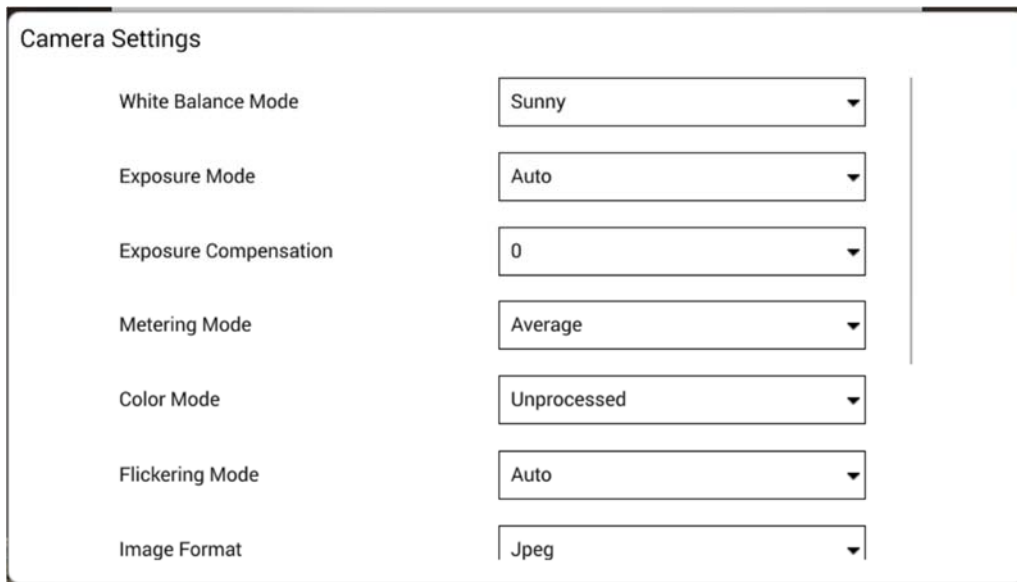 Camera Settings
White Balance Mode Sunny
Exposure Mode Auto
Exposure Compensation 0
Metering Mode Average
Color Mode Unprocessed
Flickering Mode Auto
Image Format Jpeg